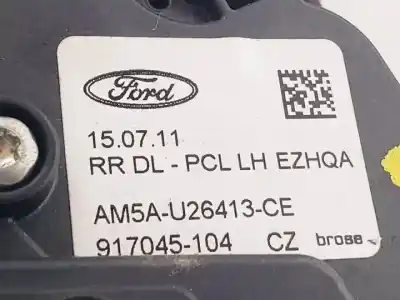 Ford
15.07.11
RR DL - PCL LH EZHQA
AM5A-U26413-CE
917045-104 CZ brose